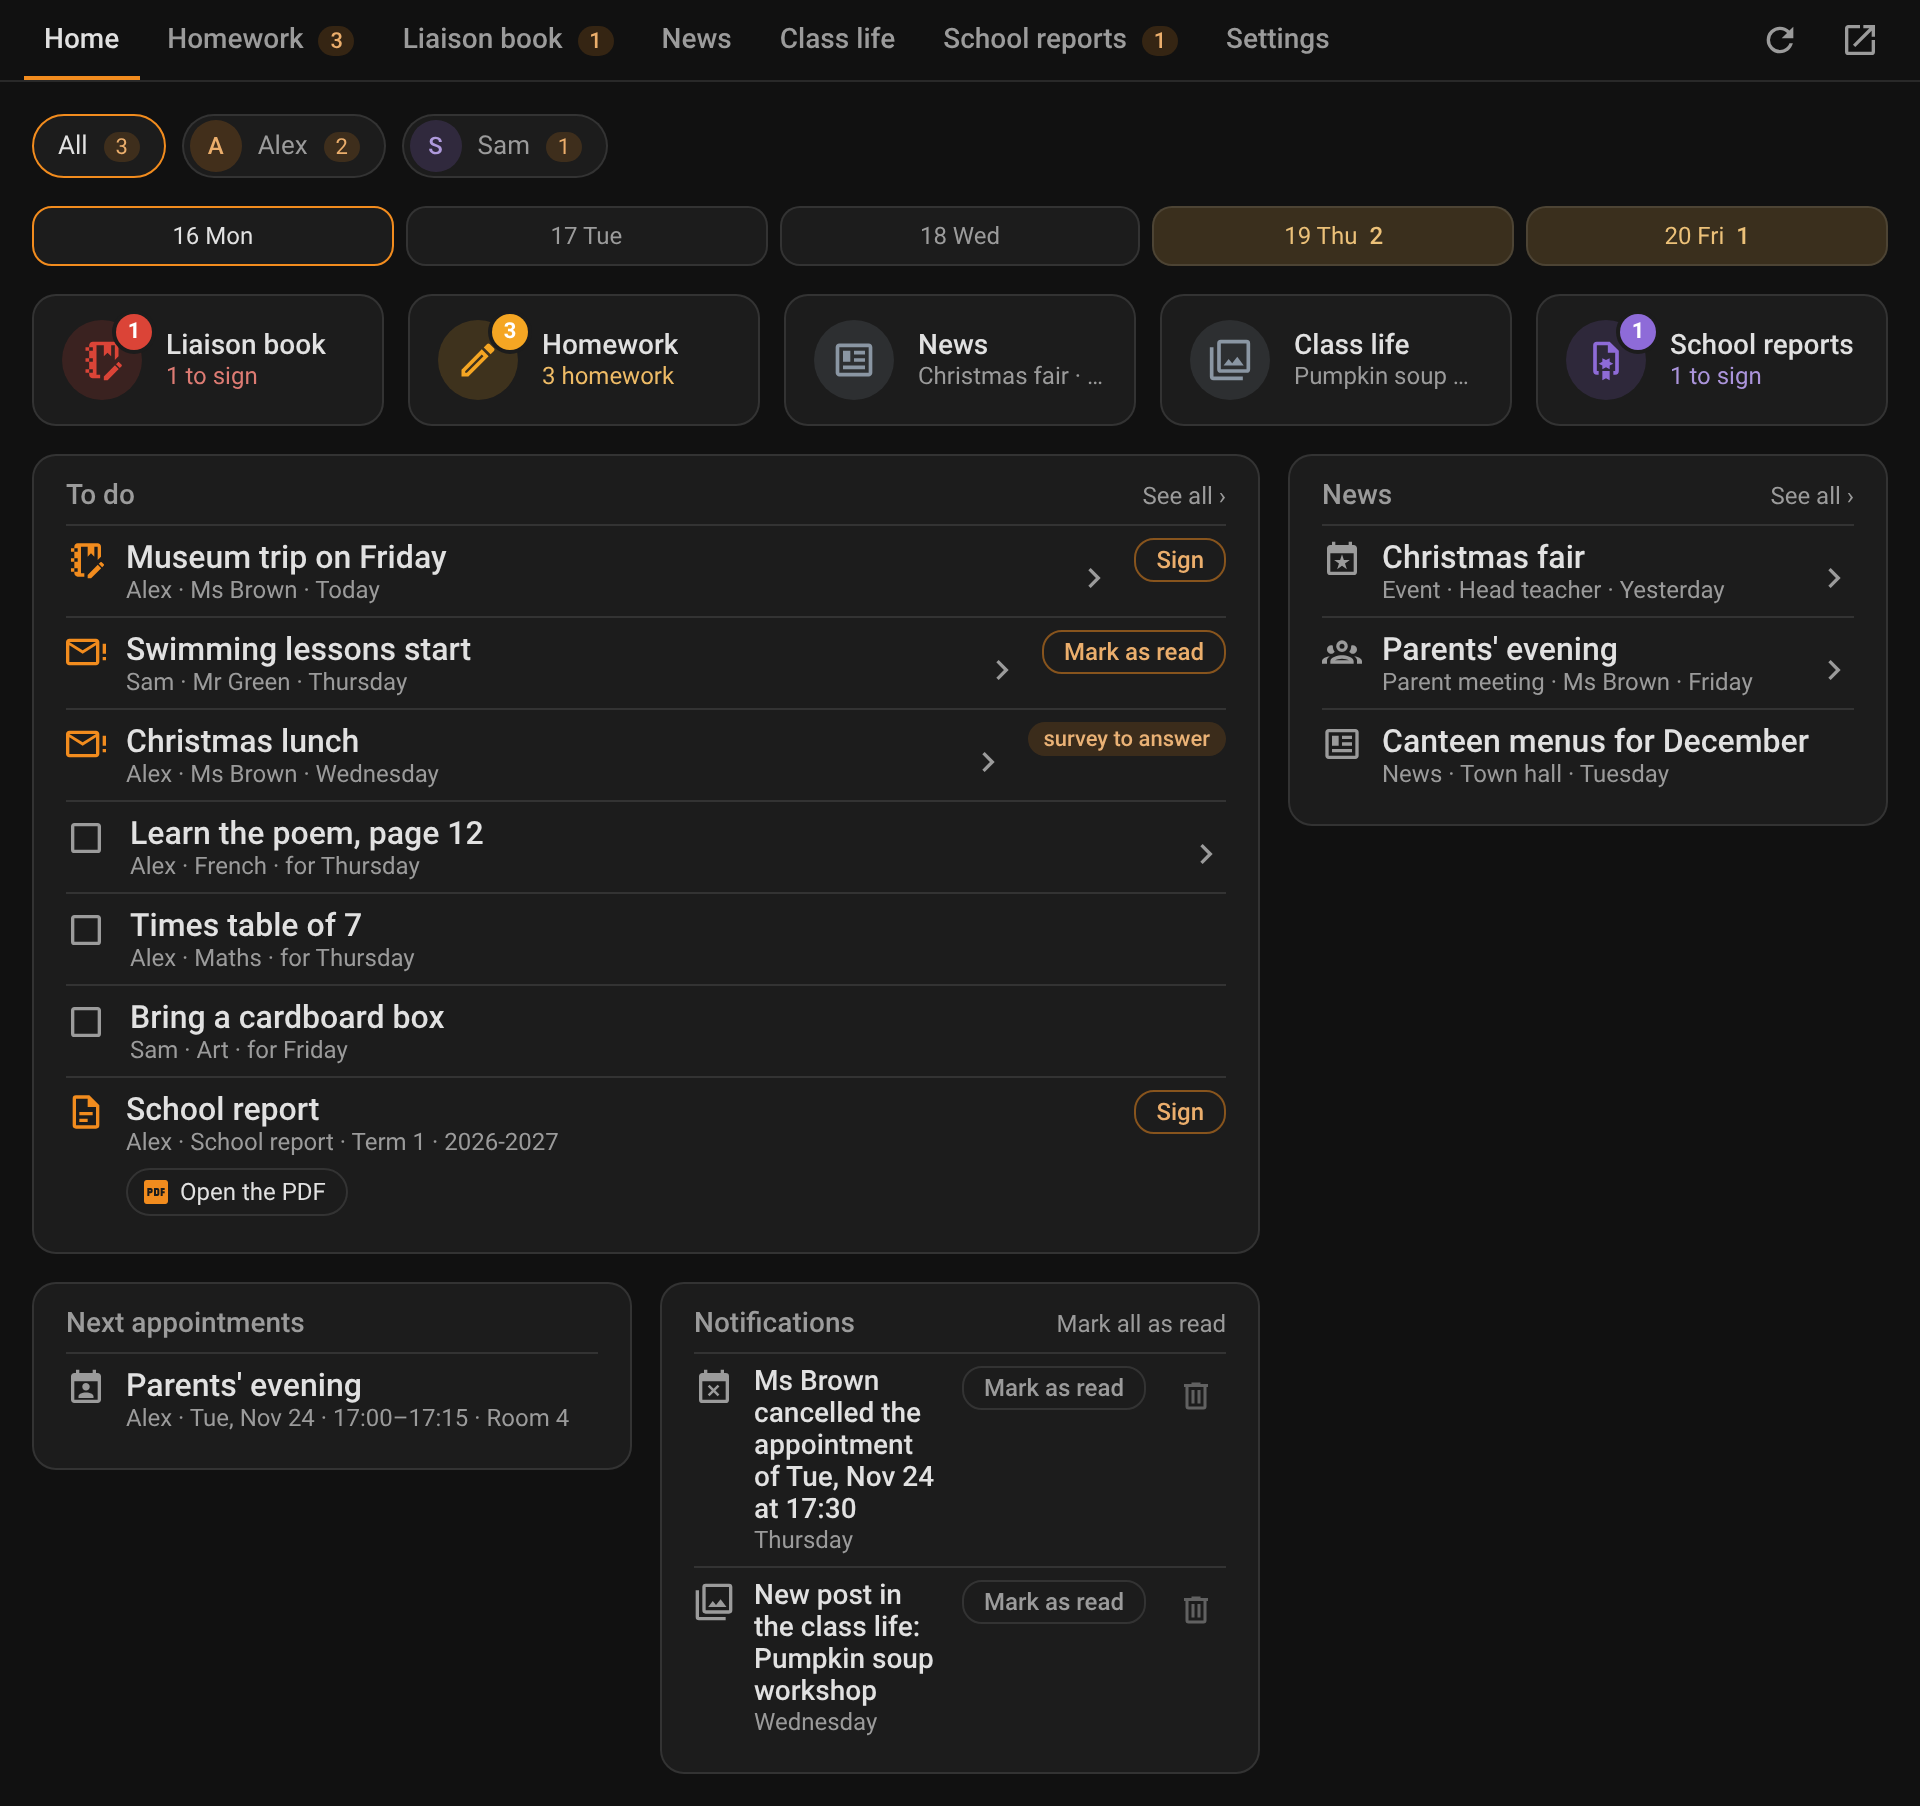 Home Homework 3 Liaison book 1 News Class life School reports 1 Settings
All 3 A Alex 2 S Sam 1
16 Mon 17 Tue 18 Wed 19 Thu 2 20 Fri 1
1 Liaison book
1 to sign
3 Homework
3 homework
News
Christmas fair · …
Class life
Pumpkin soup …
1 School reports
1 to sign
To do See all ›
Museum trip on Friday Sign
Alex · Ms Brown · Today
Swimming lessons start Mark as read
Sam · Mr Green · Thursday
Christmas lunch survey to answer
Alex · Ms Brown · Wednesday
Learn the poem, page 12
Alex · French · for Thursday
Times table of 7
Alex · Maths · for Thursday
Bring a cardboard box
Sam · Art · for Friday
School report Sign
Alex · School report · Term 1 · 2026-2027
PDF Open the PDF
News See all ›
Christmas fair
Event · Head teacher · Yesterday
Parents' evening
Parent meeting · Ms Brown · Friday
Canteen menus for December
News · Town hall · Tuesday
Next appointments
Parents' evening
Alex · Tue, Nov 24 · 17:00–17:15 · Room 4
Notifications Mark all as read
Ms Brown Mark as read
cancelled the
appointment
of Tue, Nov 24
at 17:30
Thursday
New post in Mark as read
the class life:
Pumpkin soup
workshop
Wednesday